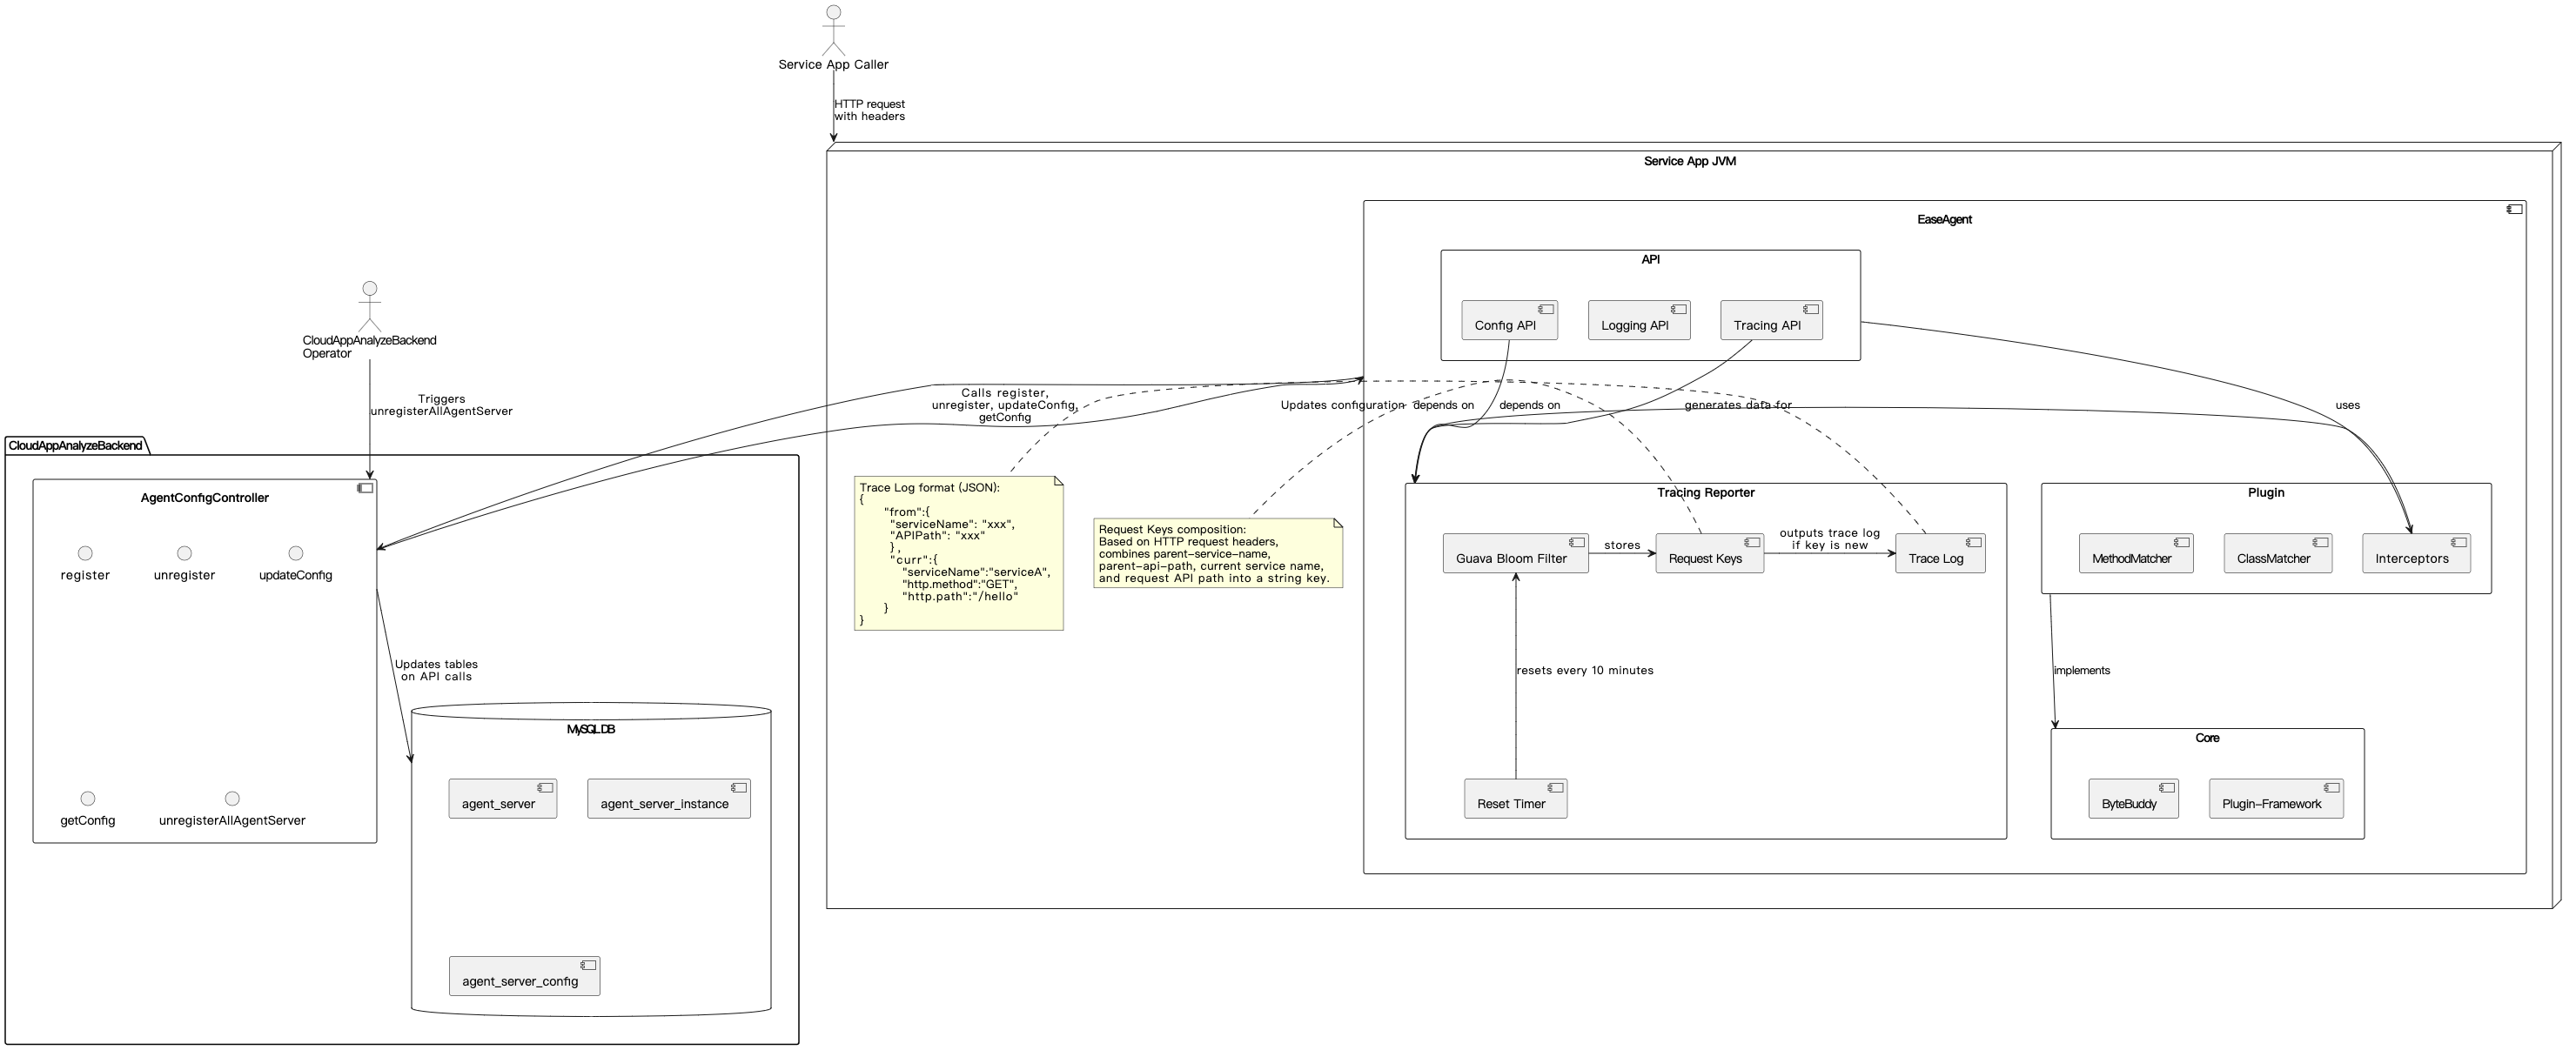 Service App Caller
HTTP request
with headers
Service App JVM
EaseAgent
API
Config API
Logging API
Tracing API
CloudAppAnalyzeBackend
Operator
Triggers
unregisterAllAgentServer
Calls register,
unregister, updateConfig,
getConfig
Updates configuration
depends on
depends on
generates data for
uses
CloudAppAnalyzeBackend
AgentConfigController
register
unregister
updateConfig
getConfig
unregisterAllAgentServer
Updates tables
on API calls
MySQL DB
agent_server
agent_server_instance
agent_server_config
Trace Log format (JSON):
{
"from":{
"serviceName": "xxx",
"APIPath": "xxx"
},
"curr":{
"serviceName":"serviceA",
"http.method":"GET",
"http.path":"/hello"
}
}
Request Keys composition:
Based on HTTP request headers,
combines parent-service-name,
parent-api-path, current service name,
and request API path into a string key.
Tracing Reporter
Guava Bloom Filter
stores
Request Keys
outputs trace log
if key is new
Trace Log
resets every 10 minutes
Reset Timer
Plugin
MethodMatcher
ClassMatcher
Interceptors
implements
Core
ByteBuddy
Plugin-Framework